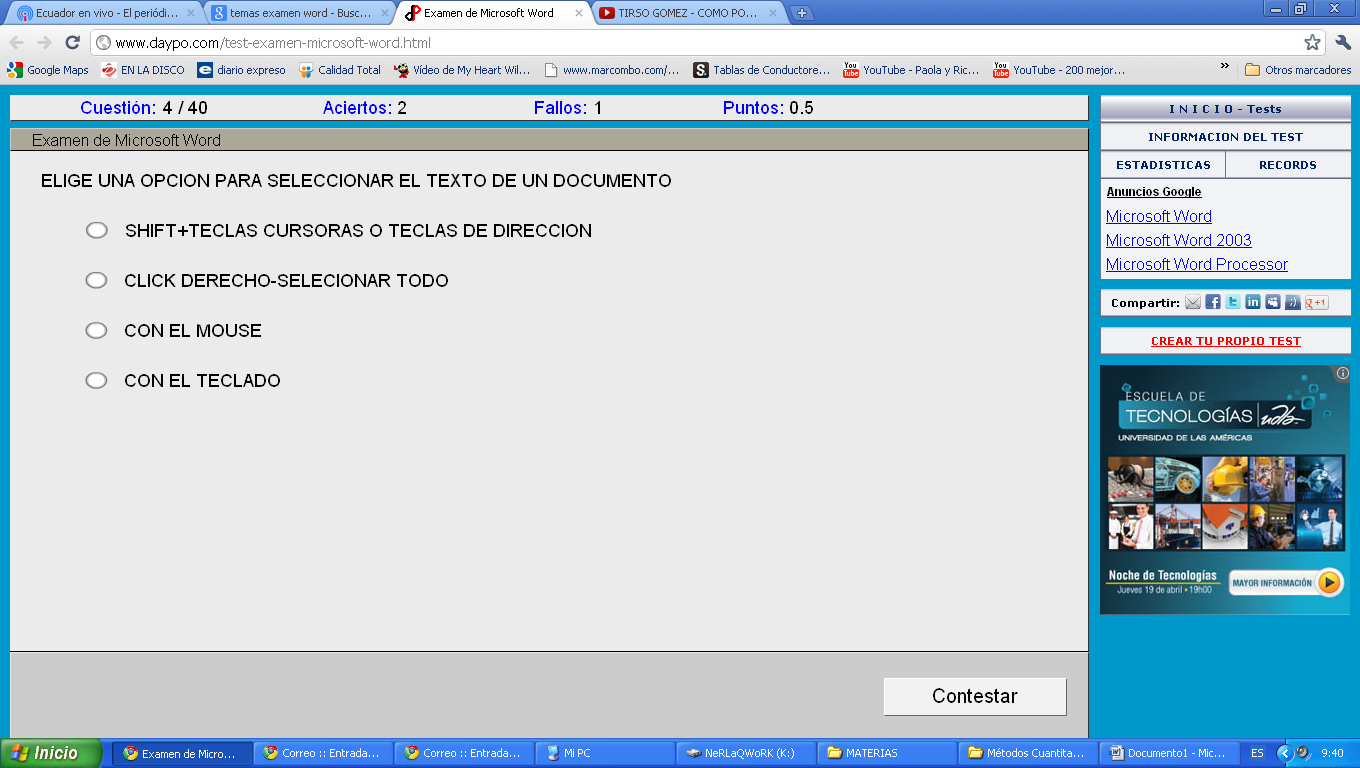 Ecuador en vivo - El periódi...
temas examen word - Busc...
Examen de Microsoft Word
TIRSO GOMEZ - COMO PO...
www.daypo.com/test-examen-microsoft-word.html
Google Maps
EN LA DISCO
diario expreso
Calidad Total
Vídeo de My Heart Wil...
www.marcombo.com/...
Tablas de Conductore...
YouTube - Paola y Ric...
YouTube - 200 mejor...
»
Otros marcadores
Cuestión: 4 / 40 Aciertos: 2 Fallos: 1 Puntos: 0.5
Examen de Microsoft Word
ELIGE UNA OPCION PARA SELECCIONAR EL TEXTO DE UN DOCUMENTO
SHIFT+TECLAS CURSORAS O TECLAS DE DIRECCION
CLICK DERECHO-SELECIONAR TODO
CON EL MOUSE
CON EL TECLADO
Contestar
I N I C I O - Tests
INFORMACION DEL TEST
ESTADISTICAS RECORDS
Anuncios Google
Microsoft Word
Microsoft Word 2003
Microsoft Word Processor
Compartir:
+1
CREAR TU PROPIO TEST
ESCUELA DE
TECNOLOGÍAS udla
UNIVERSIDAD DE LAS AMÉRICAS
Noche de Tecnologías
Jueves 19 de abril • 19h00
MAYOR INFORMACIÓN
Inicio
Examen de Micro...
Correo :: Entrada...
Correo :: Entrada...
Mi PC
NeRLaQWoRK (K:)
MATERIAS
Métodos Cuantita...
Documento1 - Mic...
ES
9:40